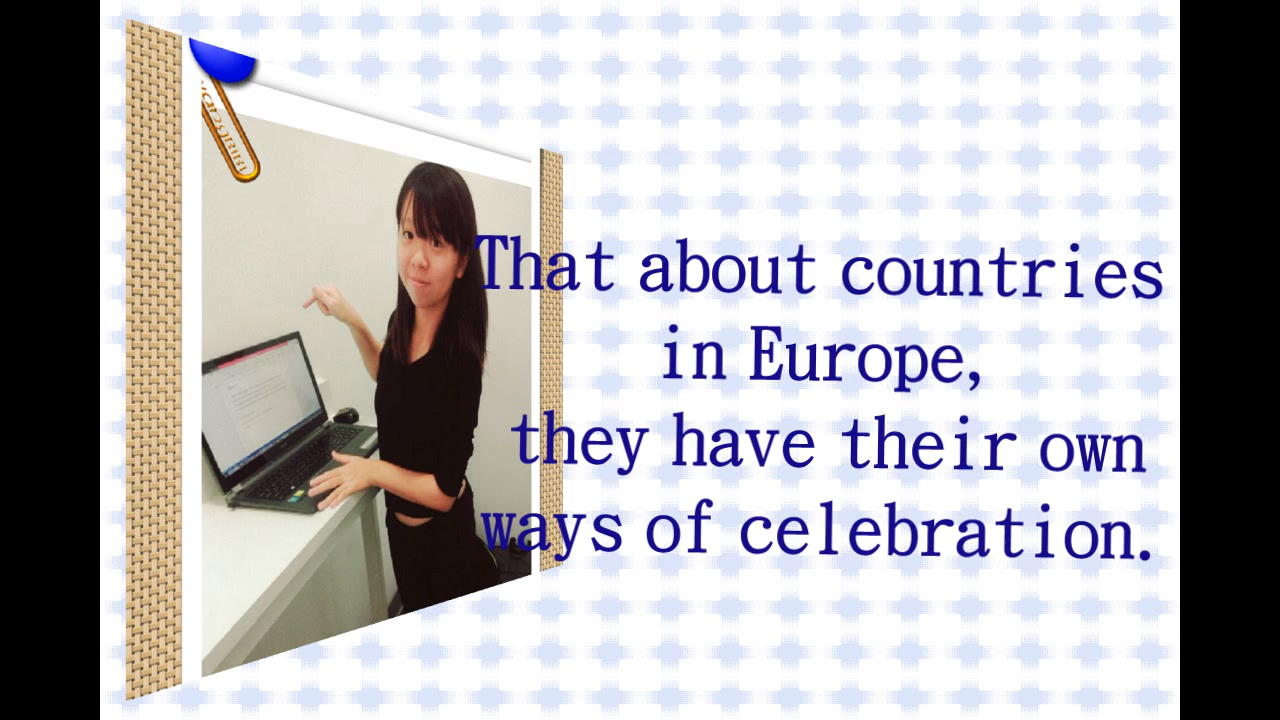 That about countries
in Europe,
they have their own
ways of celebration.